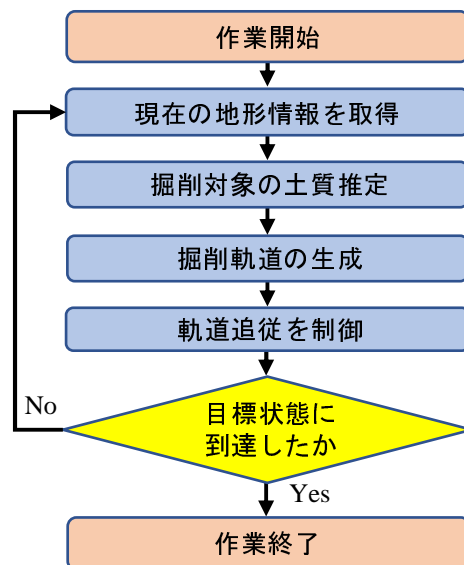 作業開始
現在の地形情報を取得
掘削対象の土質推定
掘削軌道の生成
軌道追従を制御
目標状態に
到達したか
No
Yes
作業終了